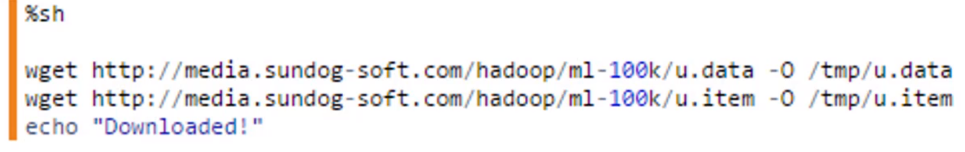 %sh
wget http://media.sundog-soft.com/hadoop/ml-100k/u.data -O /tmp/u.data
wget http://media.sundog-soft.com/hadoop/ml-100k/u.item -O /tmp/u.item
echo "Downloaded!"